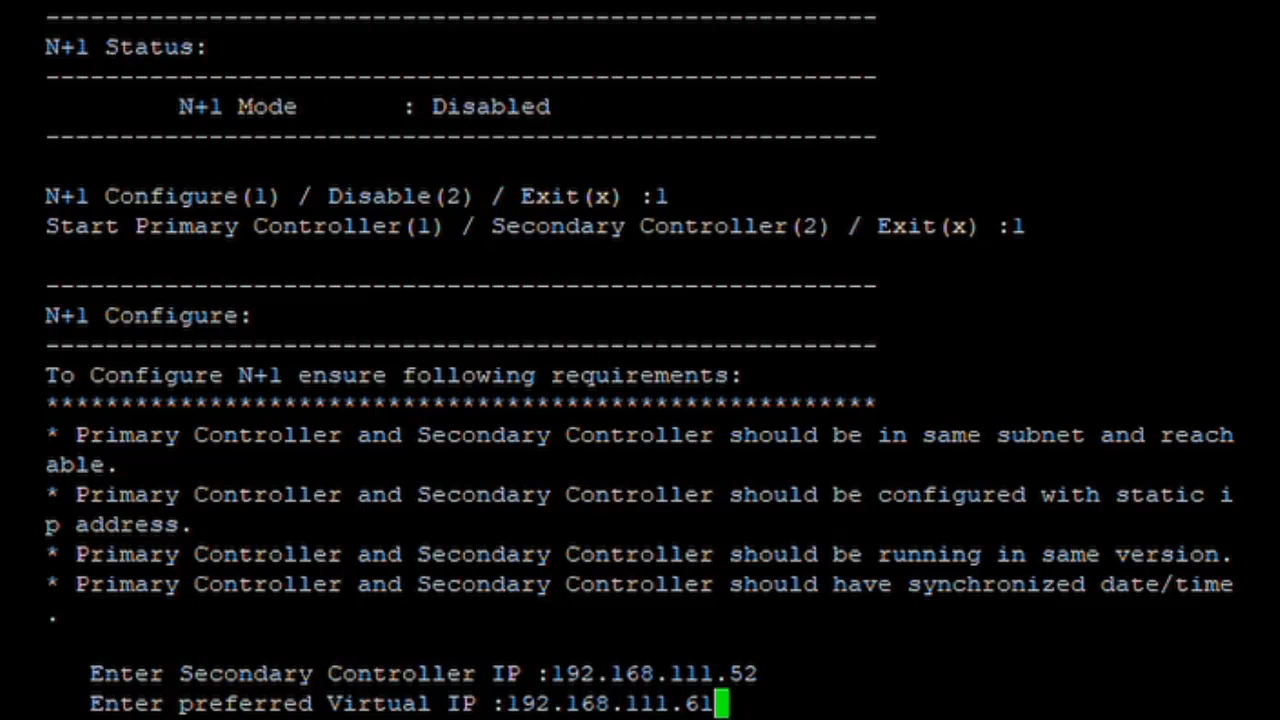 --------------------------------------------------------
N+1 Status:
--------------------------------------------------------
N+1 Mode : Disabled
--------------------------------------------------------
N+1 Configure(1) / Disable(2) / Exit(x) :1
Start Primary Controller(1) / Secondary Controller(2) / Exit(x) :1
--------------------------------------------------------
N+1 Configure:
--------------------------------------------------------
To Configure N+1 ensure following requirements:
********************************************************
* Primary Controller and Secondary Controller should be in same subnet and reach
able.
* Primary Controller and Secondary Controller should be configured with static i
p address.
* Primary Controller and Secondary Controller should be running in same version.
* Primary Controller and Secondary Controller should have synchronized date/time
.
Enter Secondary Controller IP :192.168.111.52
Enter preferred Virtual IP :192.168.111.61